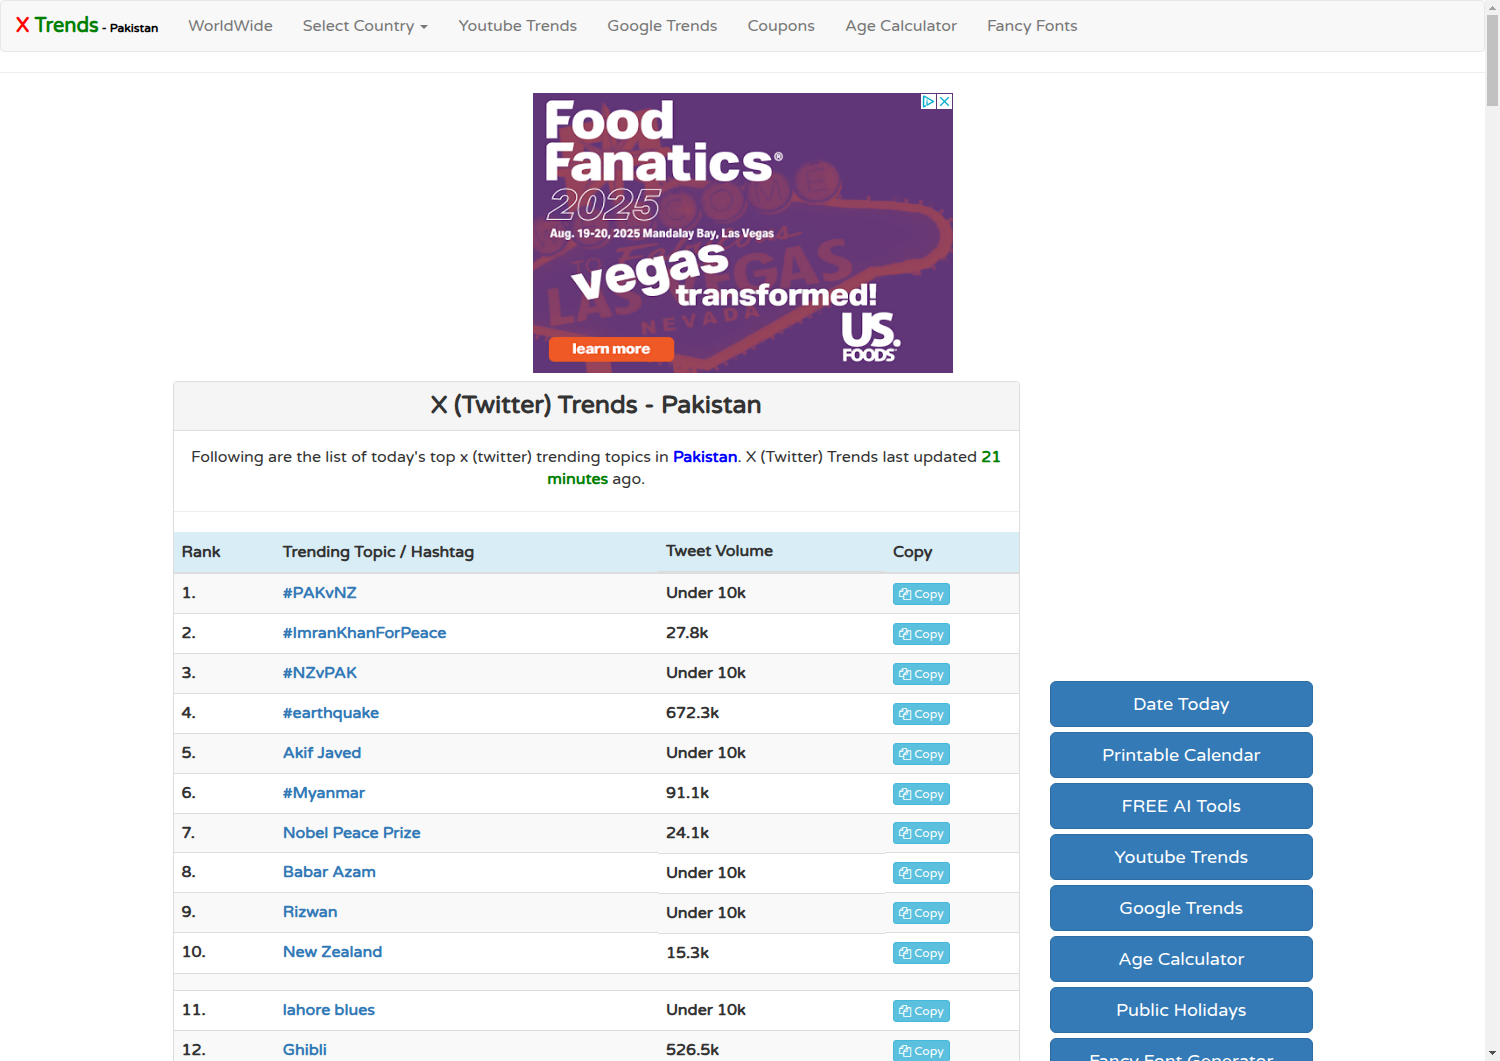 X Trends - Pakistan WorldWide Select Country Youtube Trends Google Trends Coupons Age Calculator Fancy Fonts
Food
Fanatics®
2025
Aug. 19-20, 2025 Mandalay Bay, Las Vegas
vegas
transformed!
LAS VEGAS
NEVADA
US.
FOODS
learn more
X (Twitter) Trends - Pakistan
Following are the list of today's top x (twitter) trending topics in Pakistan. X (Twitter) Trends last updated 21
minutes ago.
Rank Trending Topic / Hashtag Tweet Volume Copy
1. #PAKvNZ Under 10k Copy
2. #ImranKhanForPeace 27.8k Copy
3. #NZvPAK Under 10k Copy
4. #earthquake 672.3k Copy
5. Akif Javed Under 10k Copy
6. #Myanmar 91.1k Copy
7. Nobel Peace Prize 24.1k Copy
8. Babar Azam Under 10k Copy
9. Rizwan Under 10k Copy
10. New Zealand 15.3k Copy
11. lahore blues Under 10k Copy
12. Ghibli 526.5k Copy
Date Today
Printable Calendar
FREE AI Tools
Youtube Trends
Google Trends
Age Calculator
Public Holidays
Fancy Font Generator